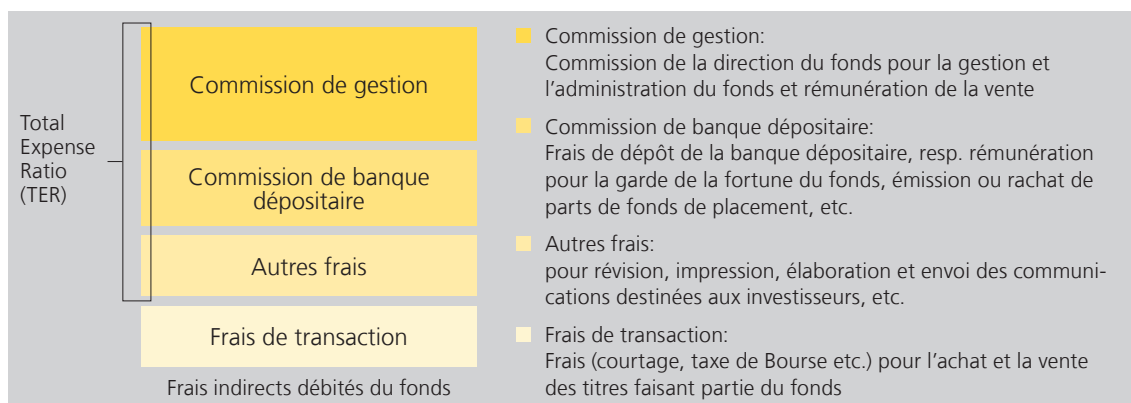 Total
Expense
Ratio
(TER)
Commission de gestion
Commission de banque
dépositaire
Autres frais
Frais de transaction
Frais indirects débités du fonds
Commission de gestion:
Commission de la direction du fonds pour la gestion et
l'administration du fonds et rémunération de la vente
Commission de banque dépositaire:
Frais de dépôt de la banque dépositaire, resp. rémunération
pour la garde de la fortune du fonds, émission ou rachat de
parts de fonds de placement, etc.
Autres frais:
pour révision, impression, élaboration et envoi des communi-
cations destinées aux investisseurs, etc.
Frais de transaction:
Frais (courtage, taxe de Bourse etc.) pour l'achat et la vente
des titres faisant partie du fonds